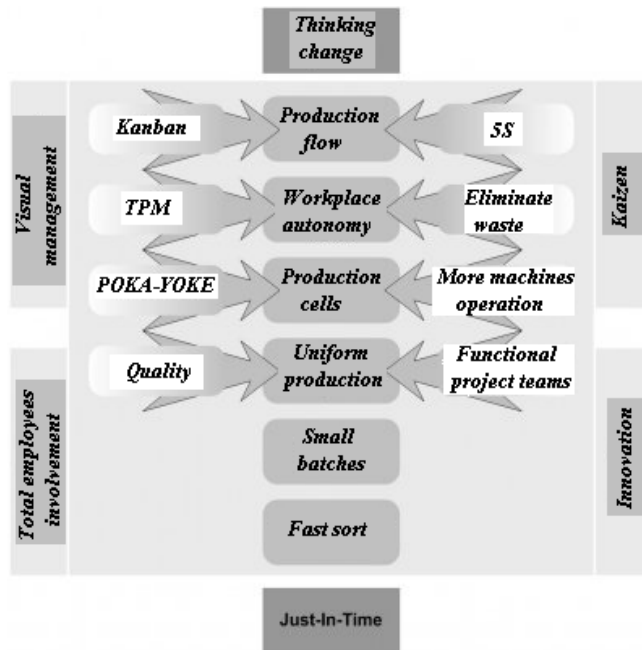 Thinking
change
Kanban
Production
flow
5S
Visual
management
Kaizen
TPM
Workplace
autonomy
Eliminate
waste
POKA-YOKE
Production
cells
More machines
operation
Quality
Uniform
production
Functional
project teams
Total employees
involvement
Innovation
Small
batches
Fast sort
Just-In-Time